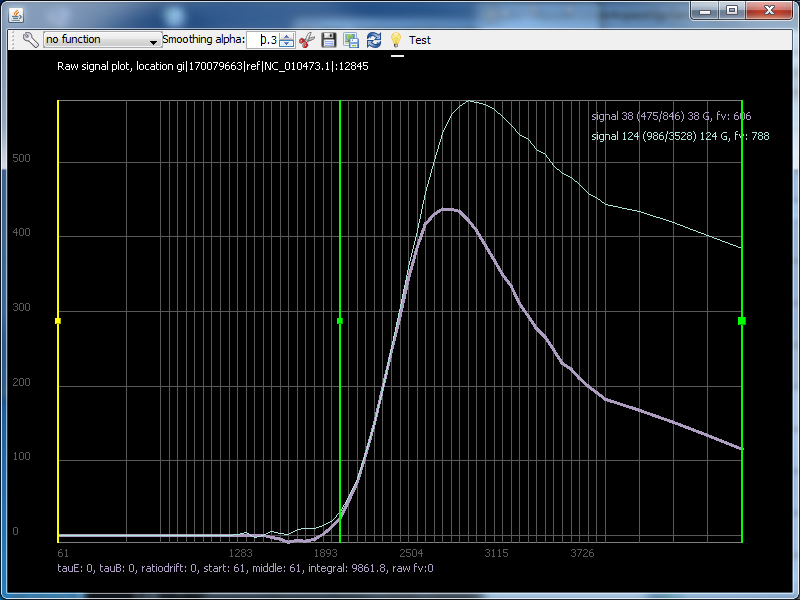 no function Smoothing alpha: 0.3 Test
Raw signal plot, location gi|170079663|ref|NC_010473.1|:12845
signal 38 (475/846) 38 G, fv: 606
signal 124 (986/3528) 124 G, fv: 788
500
400
300
200
100
0
61 1283 1893 2504 3115 3726
tauE: 0, tauB: 0, ratiodrift: 0, start: 61, middle: 61, integral: 9861.8, raw fv:0